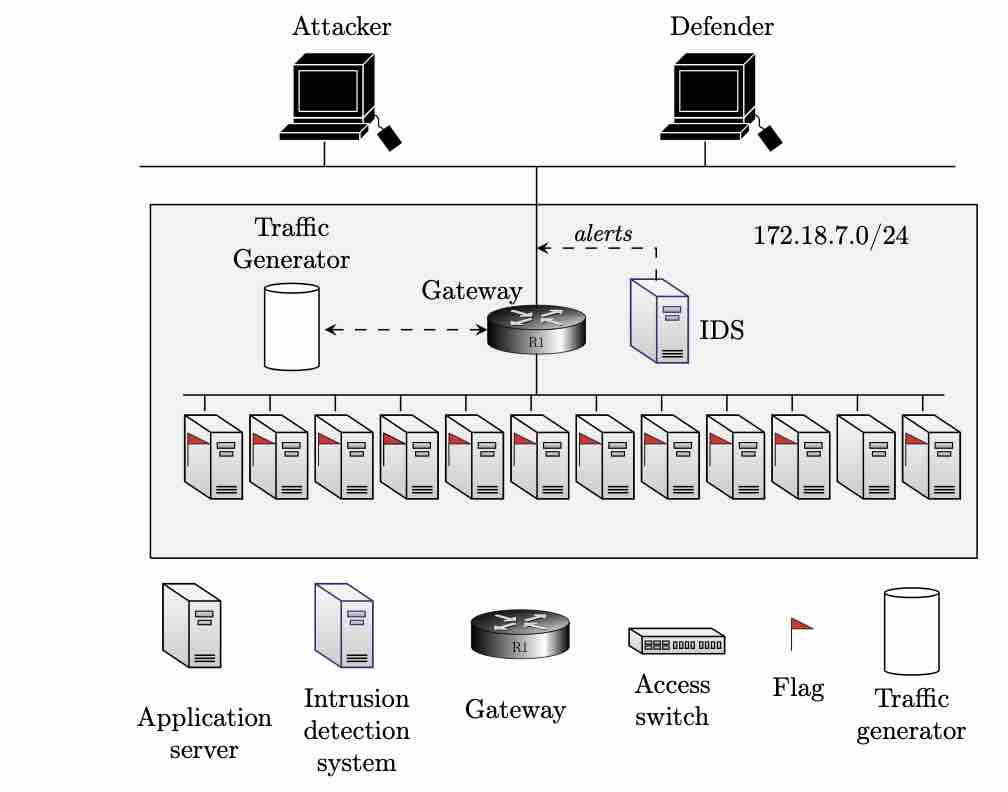 Attacker
Defender
Traffic
Generator
alerts
172.18.7.0/24
Gateway
R1
IDS
Application
server
Intrusion
detection
system
R1
Gateway
Access
switch
Flag
Traffic
generator